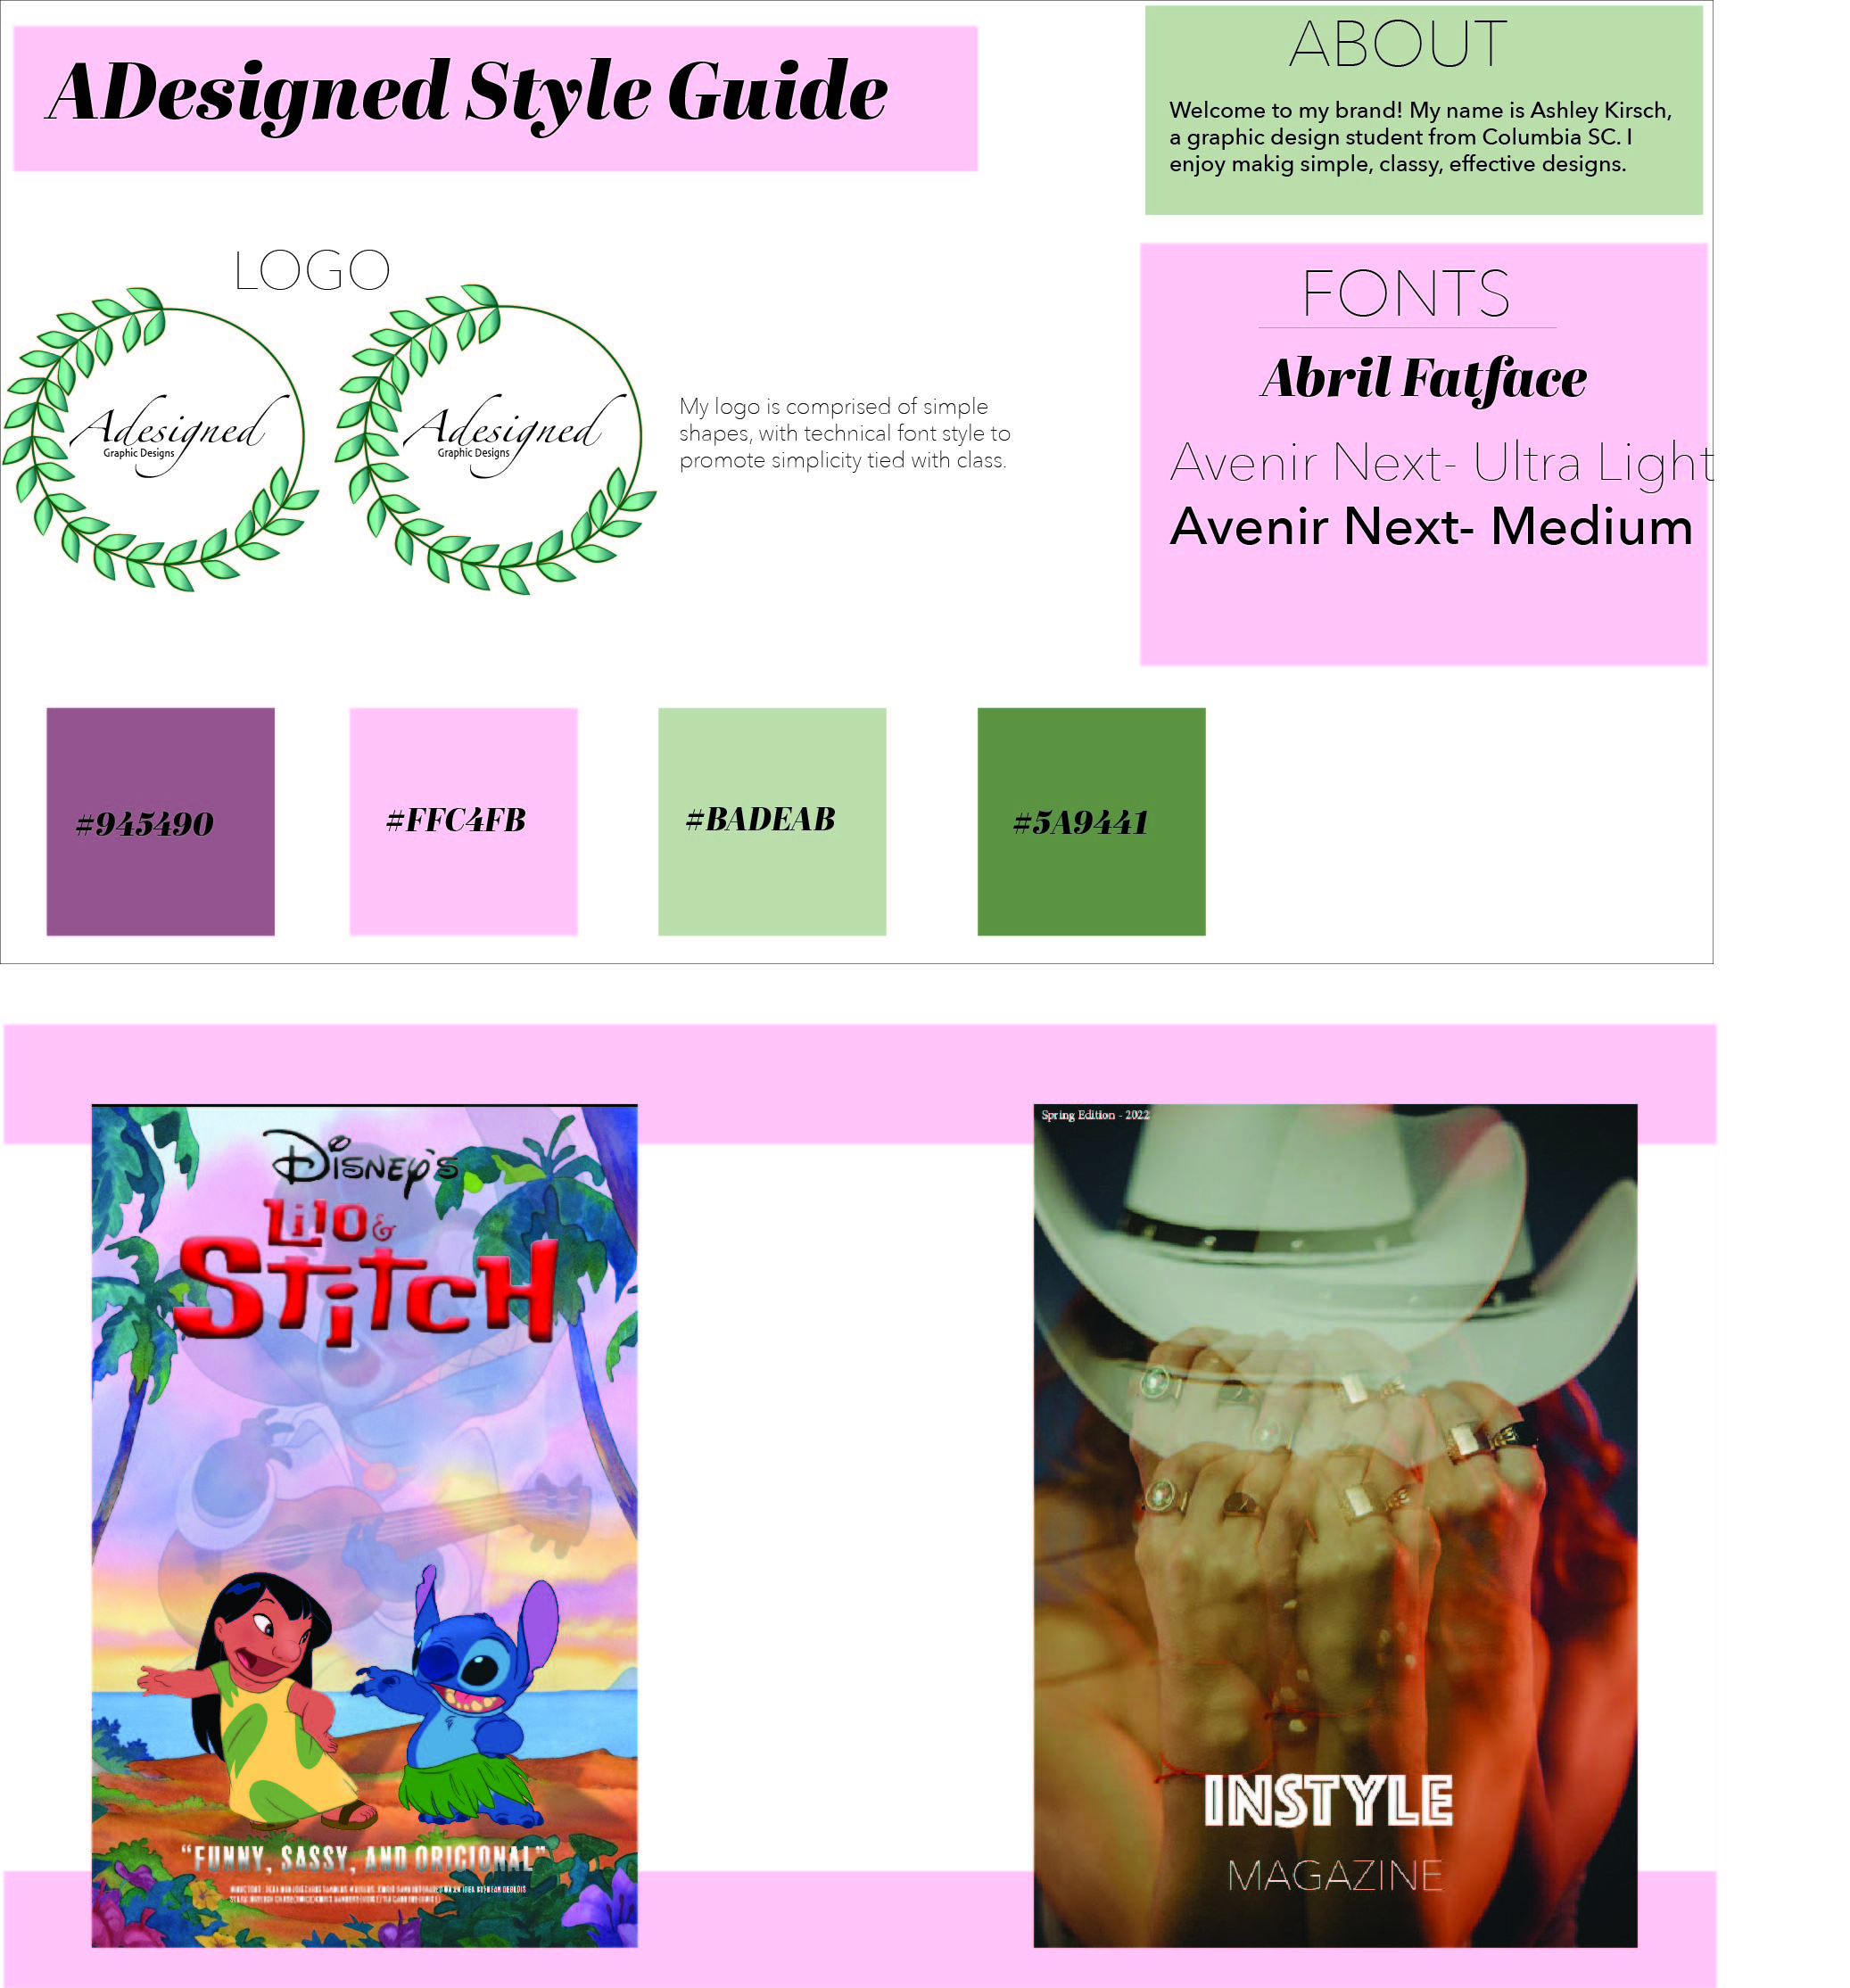 ADesigned Style Guide
ABOUT
Welcome to my brand! My name is Ashley Kirsch,
a graphic design student from Columbia SC. I
enjoy makig simple, classy, effective designs.
LOGO
Adesigned
Graphic Designs
Adesigned
Graphic Designs
My logo is comprised of simple
shapes, with technical font style to
promote simplicity tied with class.
FONTS
Abril Fatface
Avenir Next- Ultra Light
Avenir Next- Medium
#945490
#FFC4FB
#BADEAB
#5A9441
DISNEY'S
Lilo &
STiTCH
"FUNNY, SASSY, AND ORICIONAL"
Spring Edition - 2022
INSTYLE
MAGAZINE